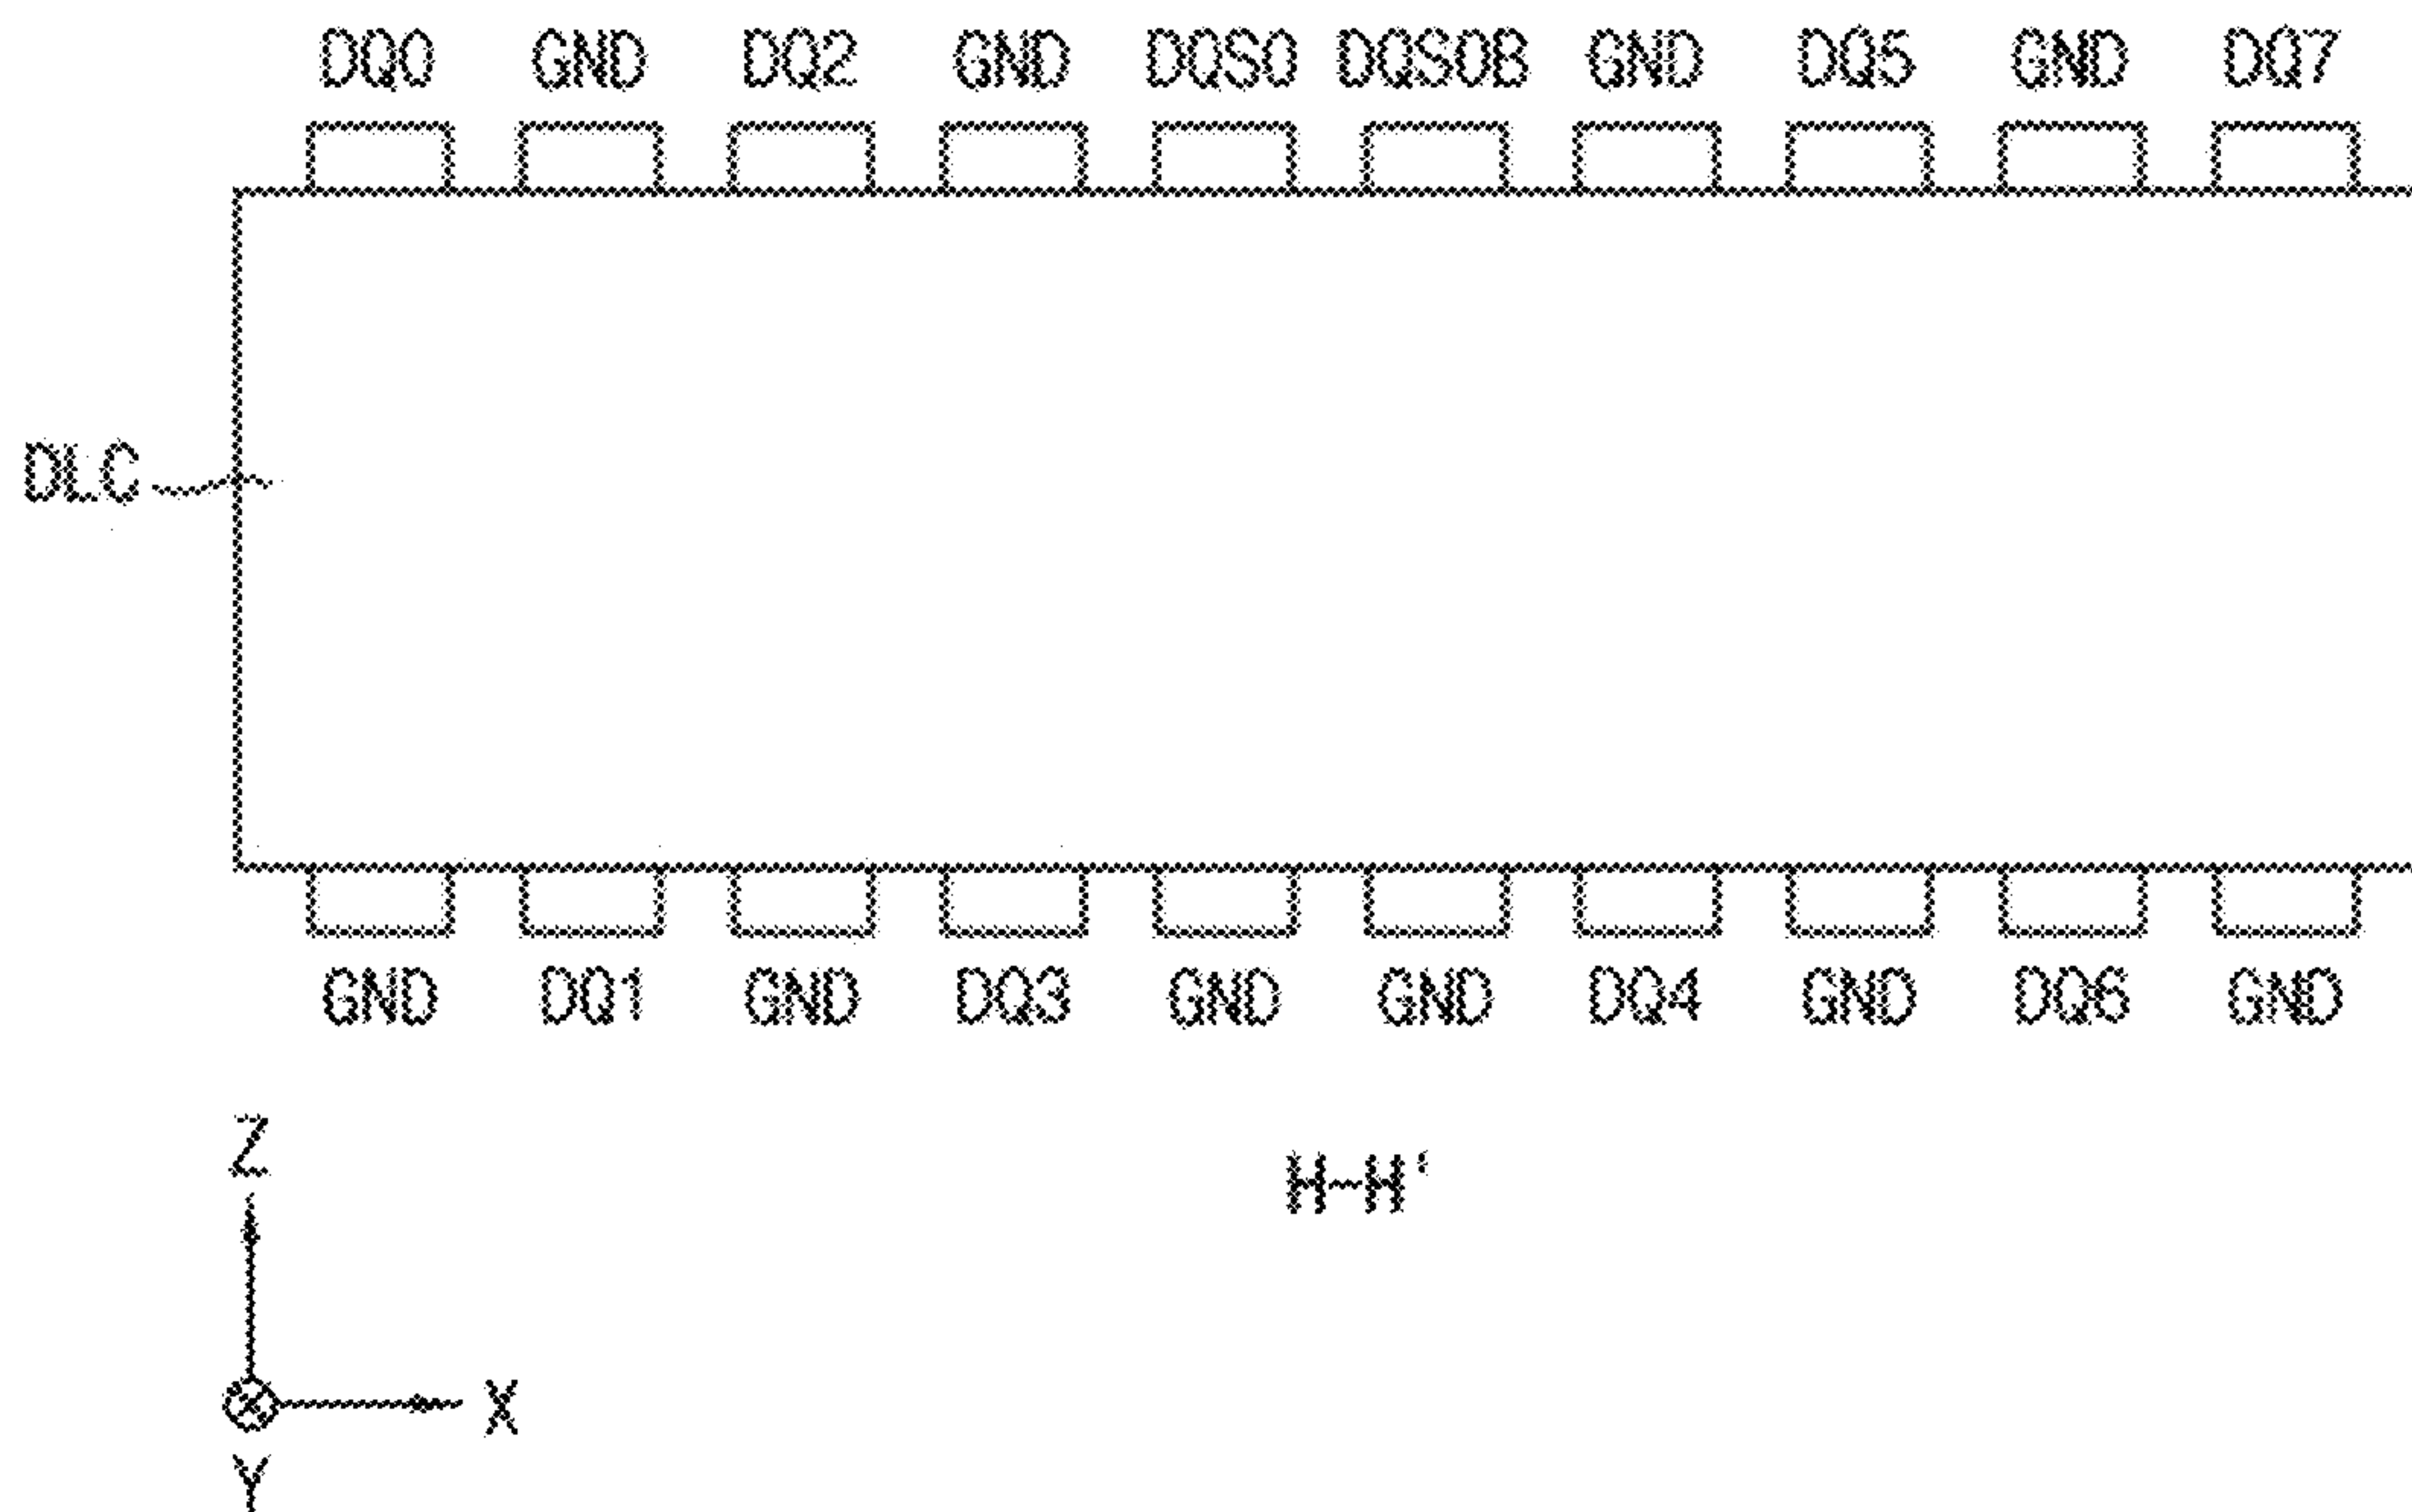 DQ0 GND DQ2 GND DQS0 DQS0B GND DQ5 GND DQ7
DLC
GND DQ1 GND DQ3 GND GND DQ4 GND DQ6 GND
Z
H-H'
X
Y